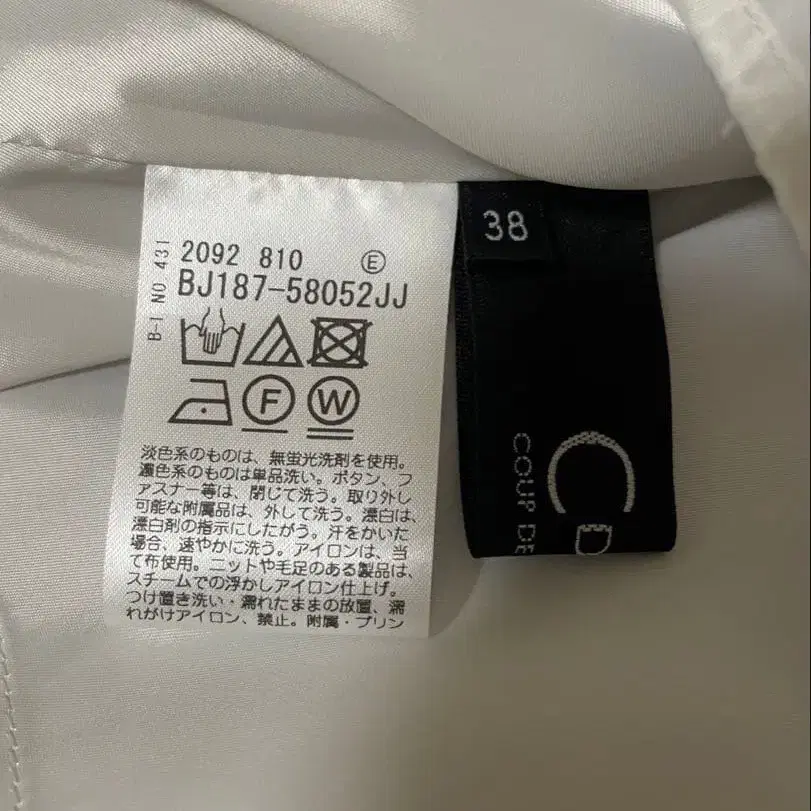 B-1 NO 431
2092 810 Ⓔ
BJ187-58052JJ
F W
淡色系のものは、無蛍光洗剤を使用。
濃色系のものは単品洗い。ボタン、フ
ァスナー等は、閉じて洗う。取り外し
可能な附属品は、外して洗う。漂白は、
漂白剤の指示にしたがう。汗をかいた
場合、速やかに洗う。アイロンは、当
て布使用。ニットや毛足のある製品は、
スチームでの浮かしアイロン仕上げ。
つけ置き洗い・濡れたままの放置、濡
れがけアイロン、禁止。附属・プリン
38
CD
COUP DE